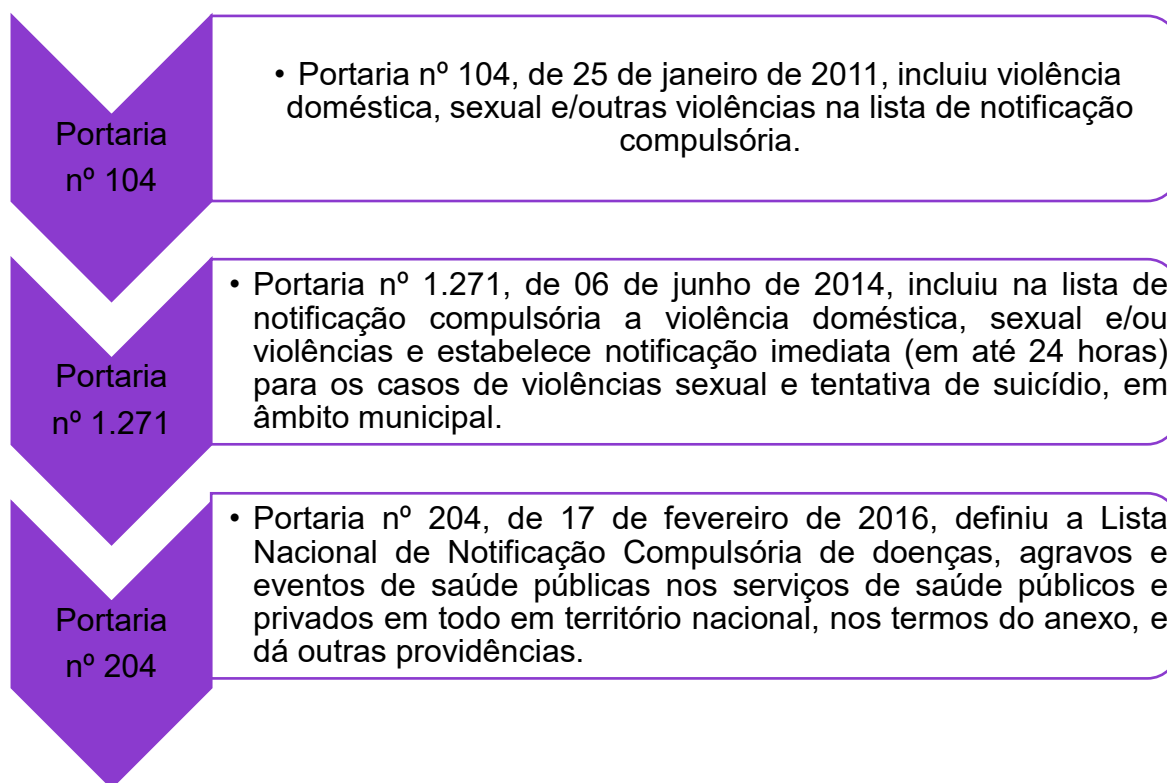 Portaria
nº 104
• Portaria nº 104, de 25 de janeiro de 2011, incluiu violência
doméstica, sexual e/outras violências na lista de notificação
compulsória.
Portaria
nº 1.271
• Portaria nº 1.271, de 06 de junho de 2014, incluiu na lista de
notificação compulsória a violência doméstica, sexual e/ou
violências e estabelece notificação imediata (em até 24 horas)
para os casos de violências sexual e tentativa de suicídio, em
âmbito municipal.
Portaria
nº 204
• Portaria nº 204, de 17 de fevereiro de 2016, definiu a Lista
Nacional de Notificação Compulsória de doenças, agravos e
eventos de saúde públicas nos serviços de saúde públicos e
privados em todo em território nacional, nos termos do anexo, e
dá outras providências.